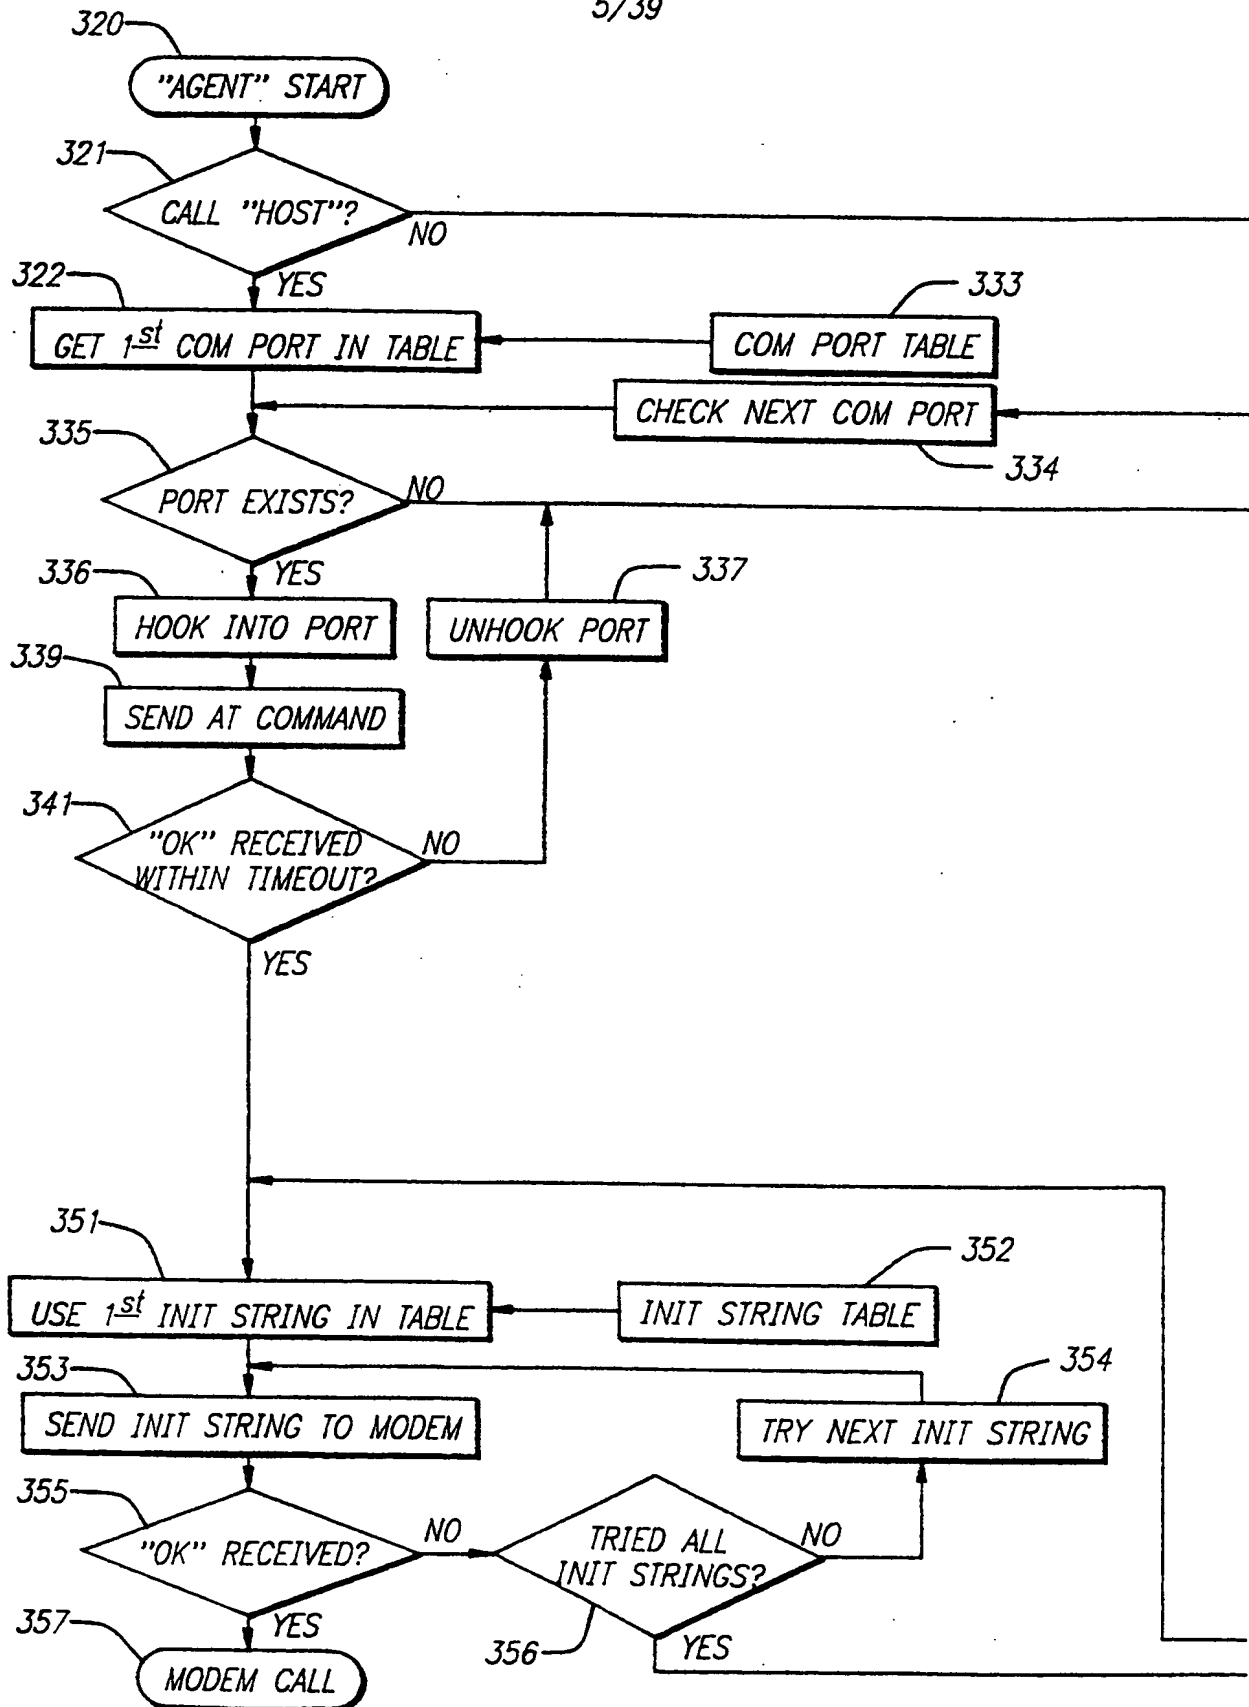 5/39
320
"AGENT" START
321
CALL "HOST"?
NO
YES
322
333
GET 1st COM PORT IN TABLE
COM PORT TABLE
CHECK NEXT COM PORT
335
334
PORT EXISTS?
NO
YES
336
337
HOOK INTO PORT
UNHOOK PORT
339
SEND AT COMMAND
341
"OK" RECEIVED
WITHIN TIMEOUT?
NO
YES
351
352
USE 1st INIT STRING IN TABLE
INIT STRING TABLE
353
354
SEND INIT STRING TO MODEM
TRY NEXT INIT STRING
355
"OK" RECEIVED?
NO
TRIED ALL
INIT STRINGS?
NO
YES
357
356
YES
MODEM CALL